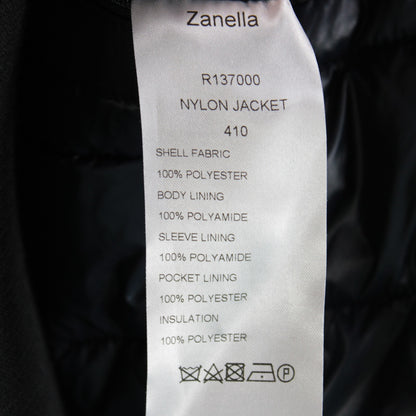 Zanella
R137000
NYLON JACKET
410
SHELL FABRIC
100% POLYESTER
BODY LINING
100% POLYAMIDE
SLEEVE LINING
100% POLYAMIDE
POCKET LINING
100% POLYESTER
INSULATION
100% POLYESTER
P